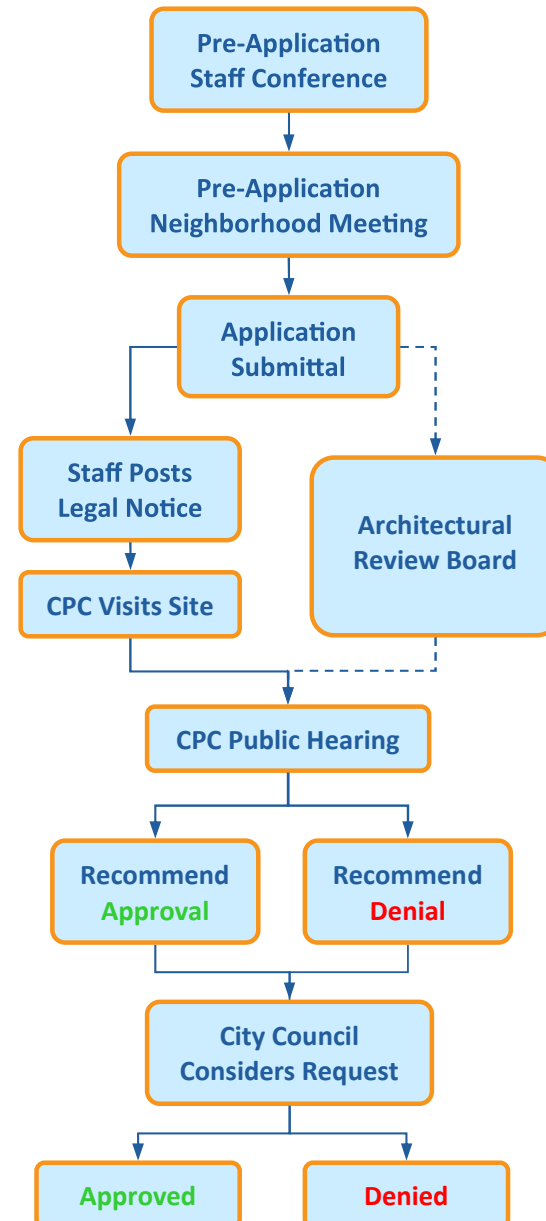 Pre-Application
Staff Conference
Pre-Application
Neighborhood Meeting
Application
Submittal
Staff Posts
Legal Notice
Architectural
Review Board
CPC Visits Site
CPC Public Hearing
Recommend
Approval
Recommend
Denial
City Council
Considers Request
Approved
Denied